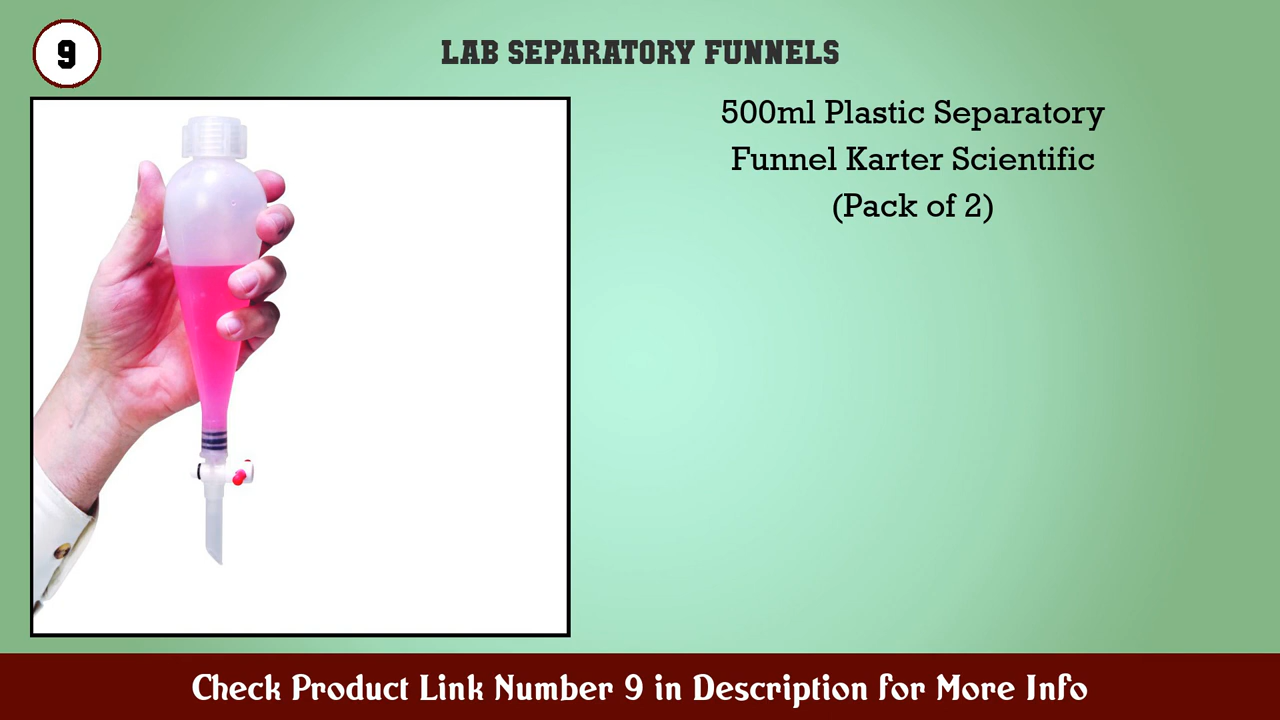 9
LAB SEPARATORY FUNNELS
500ml Plastic Separatory
Funnel Karter Scientific
(Pack of 2)
Check Product Link Number 9 in Description for More Info